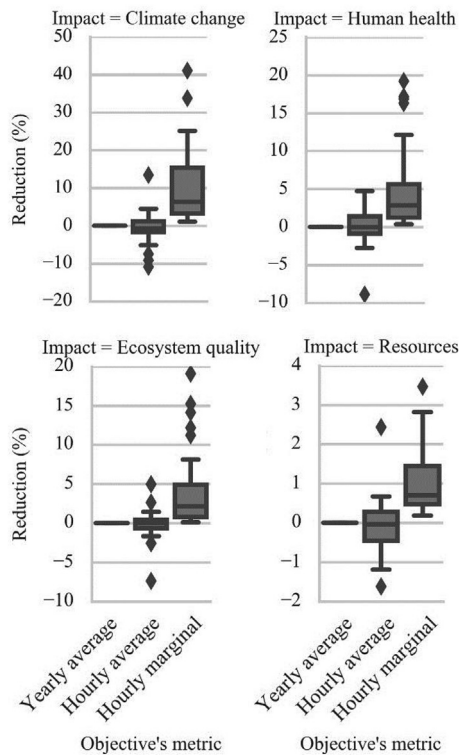 Impact = Climate change
Impact = Human health
Reduction (%)
50
40
30
20
10
0
−10
−20
25
20
15
10
5
0
−5
−10
Impact = Ecosystem quality
Impact = Resources
Reduction (%)
20
15
10
5
0
−5
−10
4
3
2
1
0
−1
−2
Yearly average
Hourly average
Hourly marginal
Yearly average
Hourly average
Hourly marginal
Objective's metric
Objective's metric